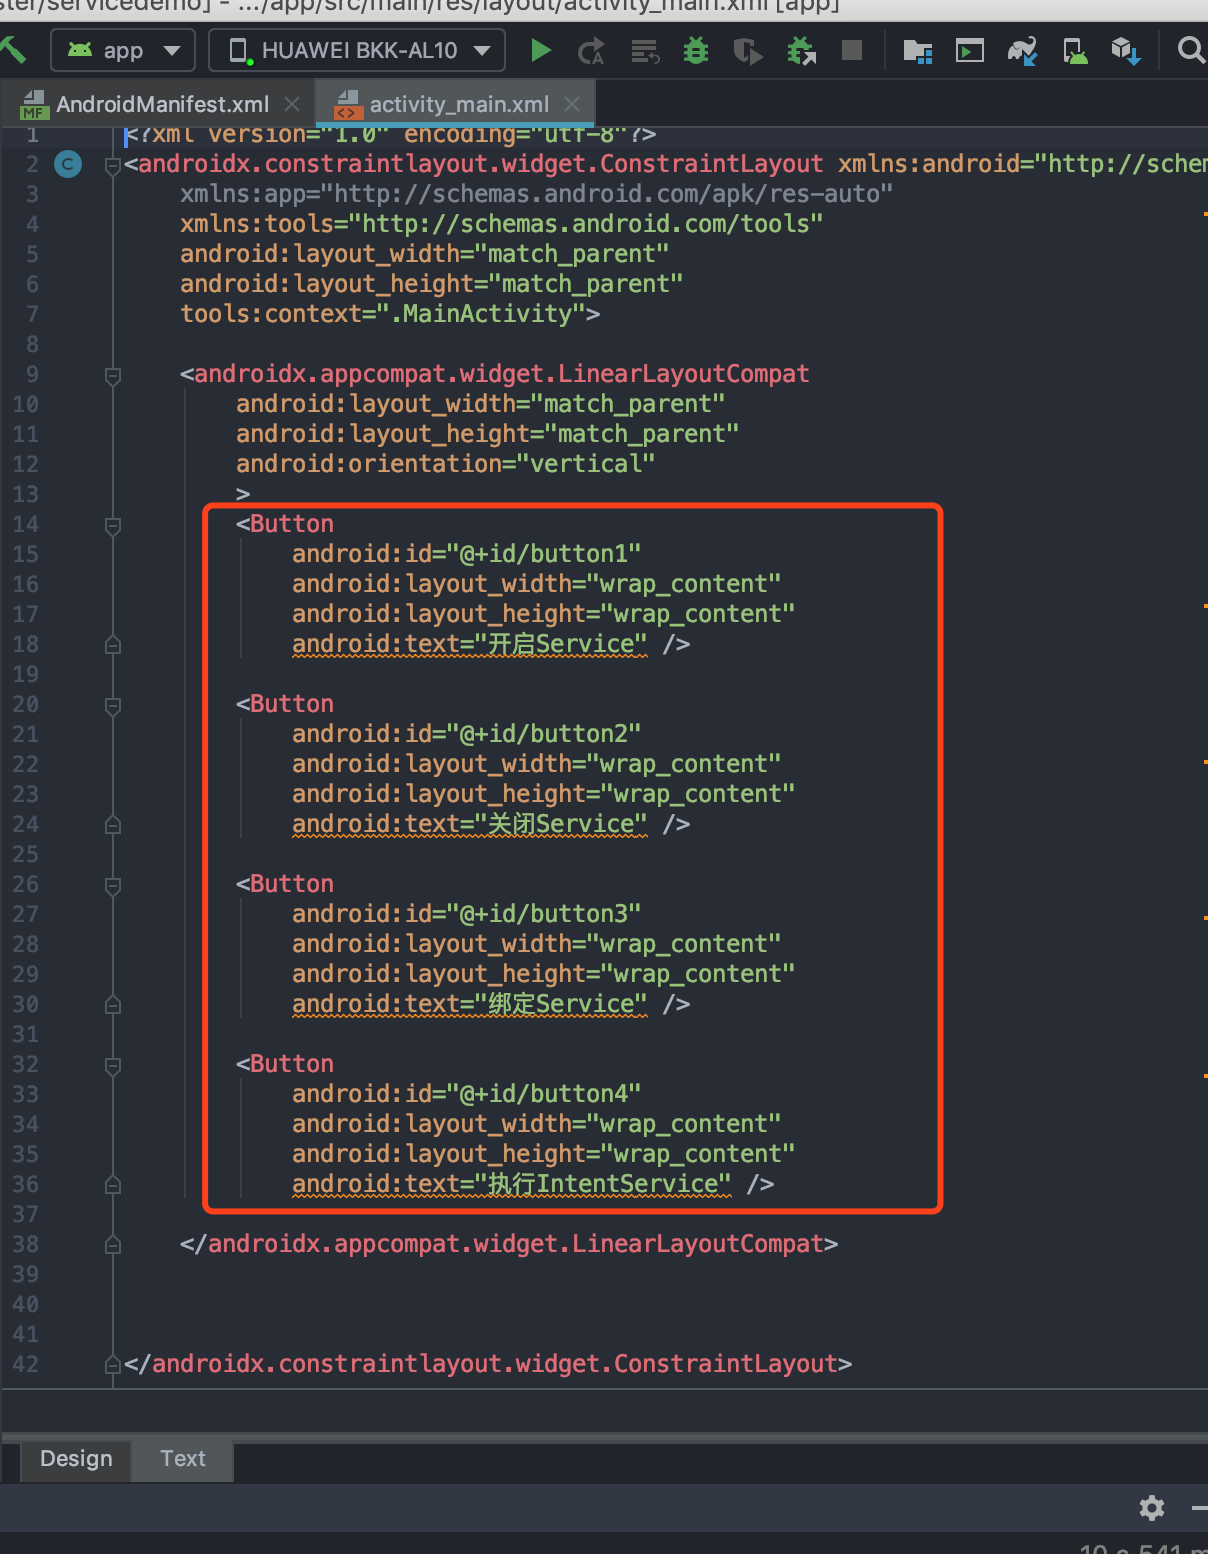 servicedemo] - .../app/src/main/res/layout/activity_main.xml [app]
app
HUAWEI BKK-AL10
AndroidManifest.xml
activity_main.xml
1 <?xml version="1.0" encoding="utf-8"?>
2 <androidx.constraintlayout.widget.ConstraintLayout xmlns:android="http://schem
3 xmlns:app="http://schemas.android.com/apk/res-auto"
4 xmlns:tools="http://schemas.android.com/tools"
5 android:layout_width="match_parent"
6 android:layout_height="match_parent"
7 tools:context=".MainActivity">
8
9 <androidx.appcompat.widget.LinearLayoutCompat
10 android:layout_width="match_parent"
11 android:layout_height="match_parent"
12 android:orientation="vertical"
13 >
14 <Button
15 android:id="@+id/button1"
16 android:layout_width="wrap_content"
17 android:layout_height="wrap_content"
18 android:text="开启Service" />
19
20 <Button
21 android:id="@+id/button2"
22 android:layout_width="wrap_content"
23 android:layout_height="wrap_content"
24 android:text="关闭Service" />
25
26 <Button
27 android:id="@+id/button3"
28 android:layout_width="wrap_content"
29 android:layout_height="wrap_content"
30 android:text="绑定Service" />
31
32 <Button
33 android:id="@+id/button4"
34 android:layout_width="wrap_content"
35 android:layout_height="wrap_content"
36 android:text="执行IntentService" />
37
38 </androidx.appcompat.widget.LinearLayoutCompat>
39
40
41
42 </androidx.constraintlayout.widget.ConstraintLayout>
Design Text